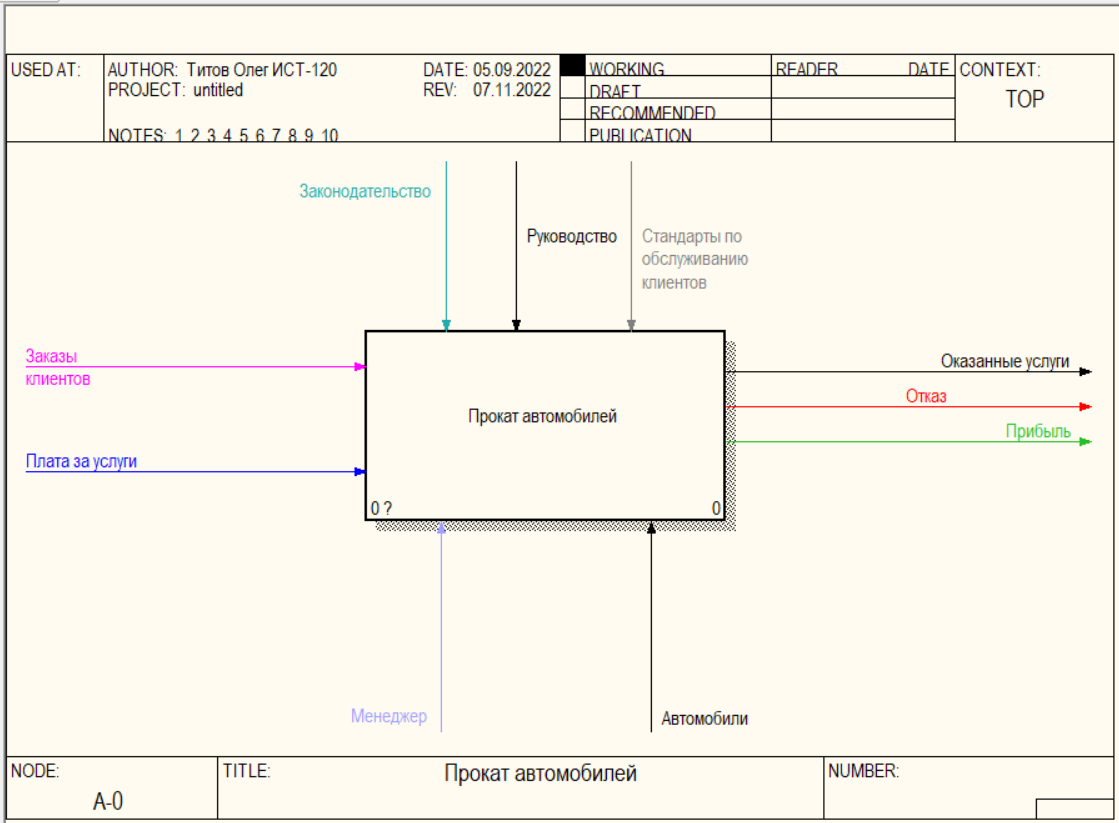 USED AT:
AUTHOR: Титов Олег ИСТ-120
DATE: 05.09.2022
PROJECT: untitled
REV: 07.11.2022
NOTES: 1 2 3 4 5 6 7 8 9 10
WORKING
DRAFT
RECOMMENDED
PUBLICATION
READER
DATE
CONTEXT:
TOP
Законодательство
Руководство
Стандарты по
обслуживанию
клиентов
Заказы
клиентов
Оказанные услуги
Отказ
Прокат автомобилей
Прибыль
Плата за услуги
0 ?
0
Менеджер
Автомобили
NODE:
A-0
TITLE:
Прокат автомобилей
NUMBER: